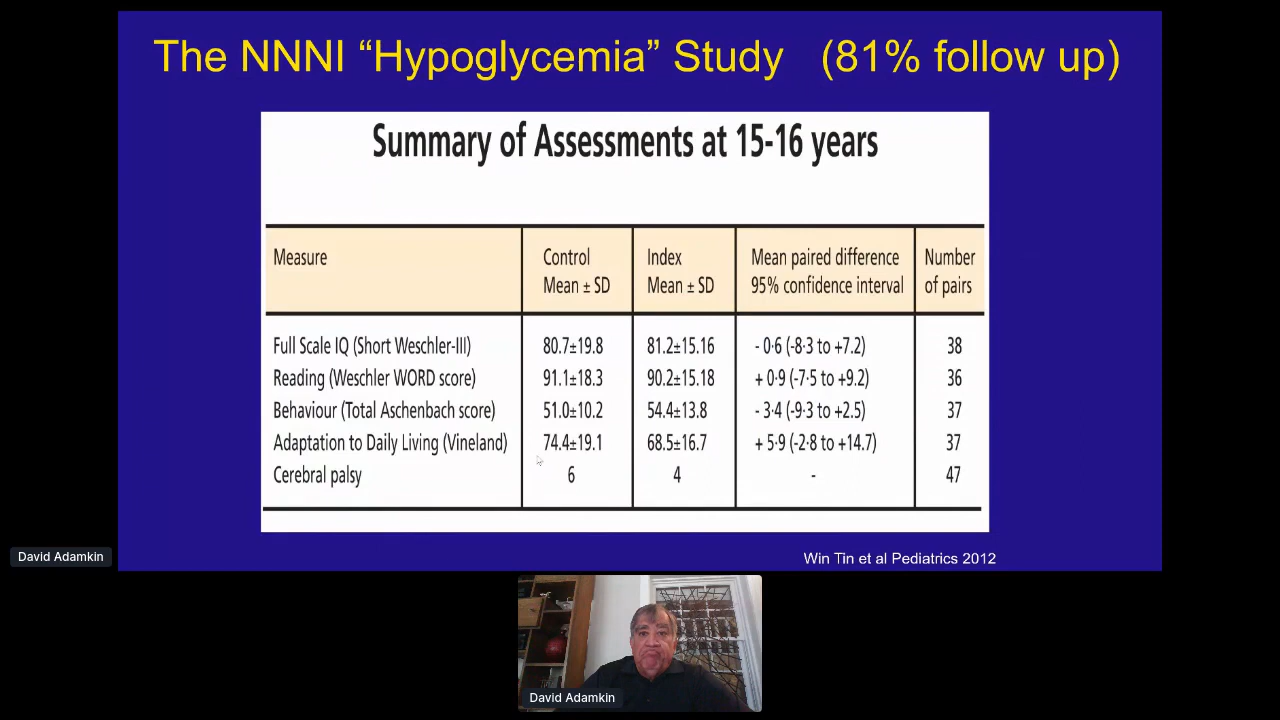 The NNNI “Hypoglycemia” Study (81% follow up)
Summary of Assessments at 15-16 years
Measure Control Index Mean paired difference Number
Mean ± SD Mean ± SD 95% confidence interval of pairs
Full Scale IQ (Short Weschler-III) 80.7±19.8 81.2±15.16 - 0·6 (-8·3 to +7.2) 38
Reading (Weschler WORD score) 91.1±18.3 90.2±15.18 + 0·9 (-7·5 to +9.2) 36
Behaviour (Total Aschenbach score) 51.0±10.2 54.4±13.8 - 3·4 (-9·3 to +2.5) 37
Adaptation to Daily Living (Vineland) 74.4±19.1 68.5±16.7 + 5·9 (-2·8 to +14.7) 37
Cerebral palsy 6 4 - 47
Win Tin et al Pediatrics 2012
David Adamkin
David Adamkin